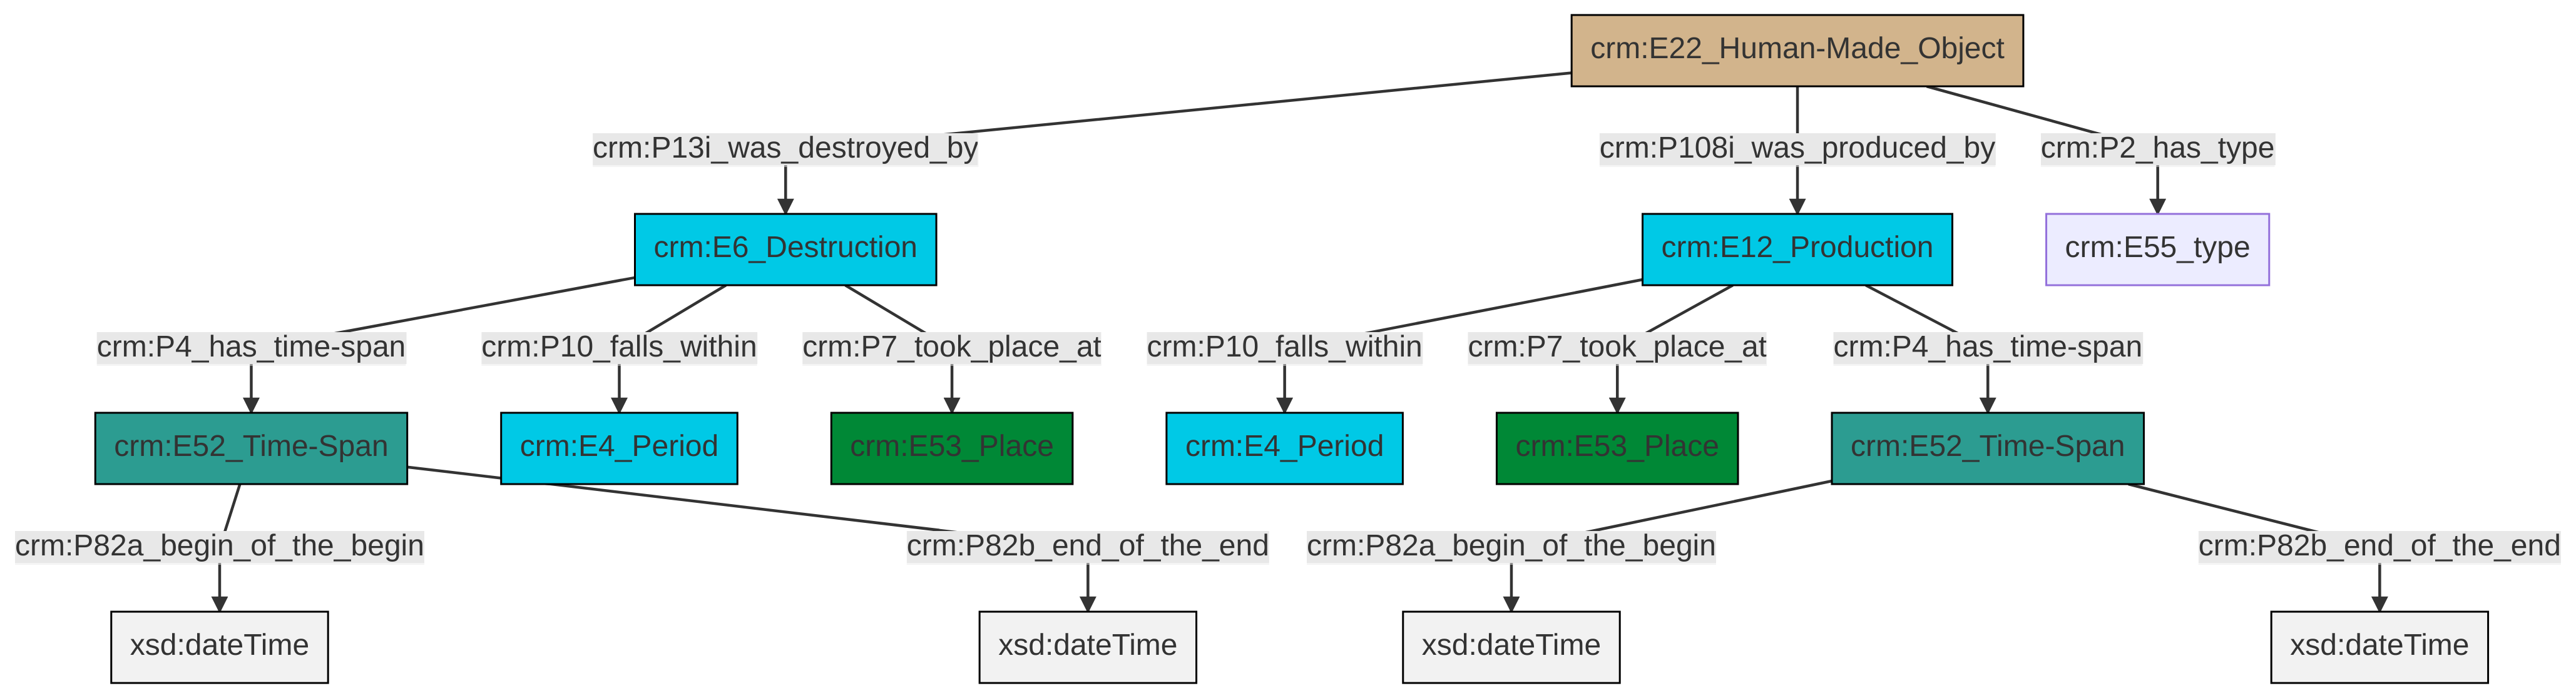 crm:E22_Human-Made_Object
crm:P13i_was_destroyed_by
crm:P108i_was_produced_by
crm:P2_has_type
crm:E6_Destruction
crm:E12_Production
crm:E55_type
crm:P4_has_time-span
crm:P10_falls_within
crm:P7_took_place_at
crm:P10_falls_within
crm:P7_took_place_at
crm:P4_has_time-span
crm:E52_Time-Span
crm:E4_Period
crm:E53_Place
crm:E4_Period
crm:E53_Place
crm:E52_Time-Span
crm:P82a_begin_of_the_begin
crm:P82b_end_of_the_end
crm:P82a_begin_of_the_begin
crm:P82b_end_of_the_end
xsd:dateTime
xsd:dateTime
xsd:dateTime
xsd:dateTime